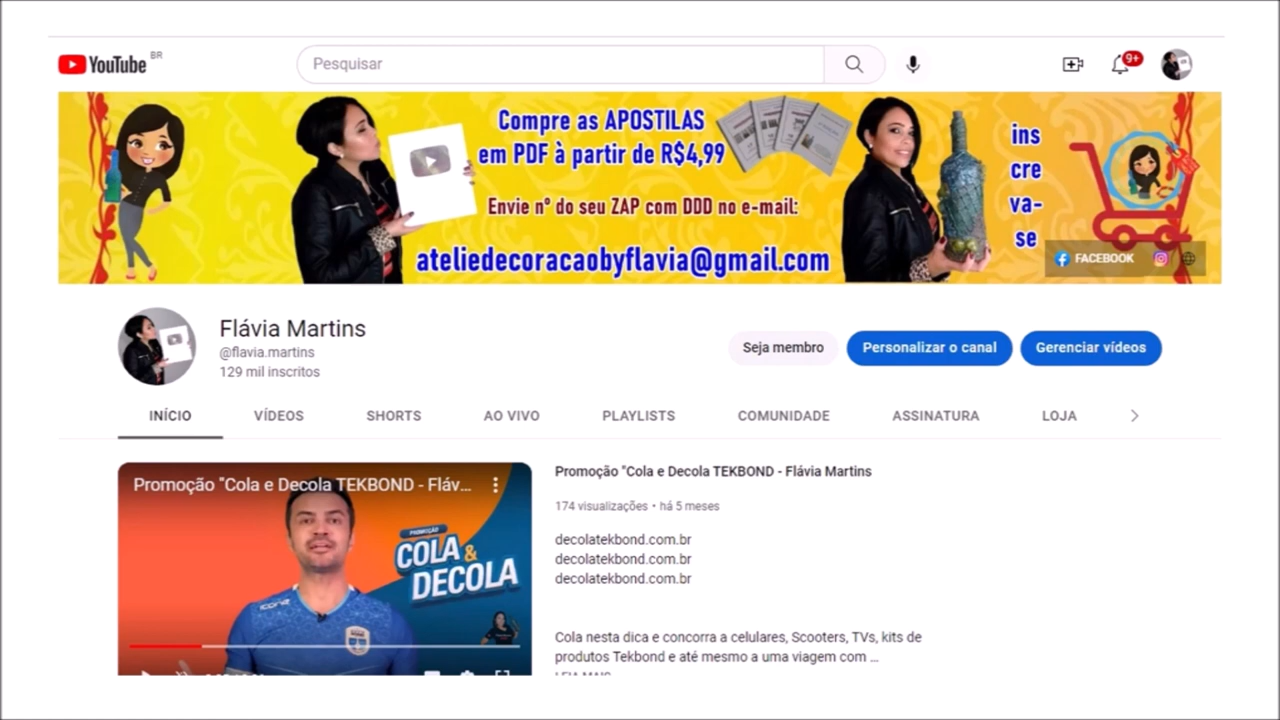 YouTube BR
Pesquisar
9+
Compre as APOSTILAS
em PDF à partir de R$4,99
Envie nº do seu ZAP com DDD no e-mail:
ateliedecoracaobyflavia@gmail.com
ins
cre
va-
se
FACEBOOK
Flávia Martins
@flavia.martins
129 mil inscritos
Seja membro
Personalizar o canal
Gerenciar vídeos
INÍCIO
VÍDEOS
SHORTS
AO VIVO
PLAYLISTS
COMUNIDADE
ASSINATURA
LOJA
Promoção "Cola e Decola TEKBOND - Fláv...
PROMOÇÃO
COLA &
DECOLA
Promoção "Cola e Decola TEKBOND - Flávia Martins
174 visualizações • há 5 meses
decolatekbond.com.br
decolatekbond.com.br
decolatekbond.com.br
Cola nesta dica e concorra a celulares, Scooters, TVs, kits de
produtos Tekbond e até mesmo a uma viagem com ...
LEIA MAIS